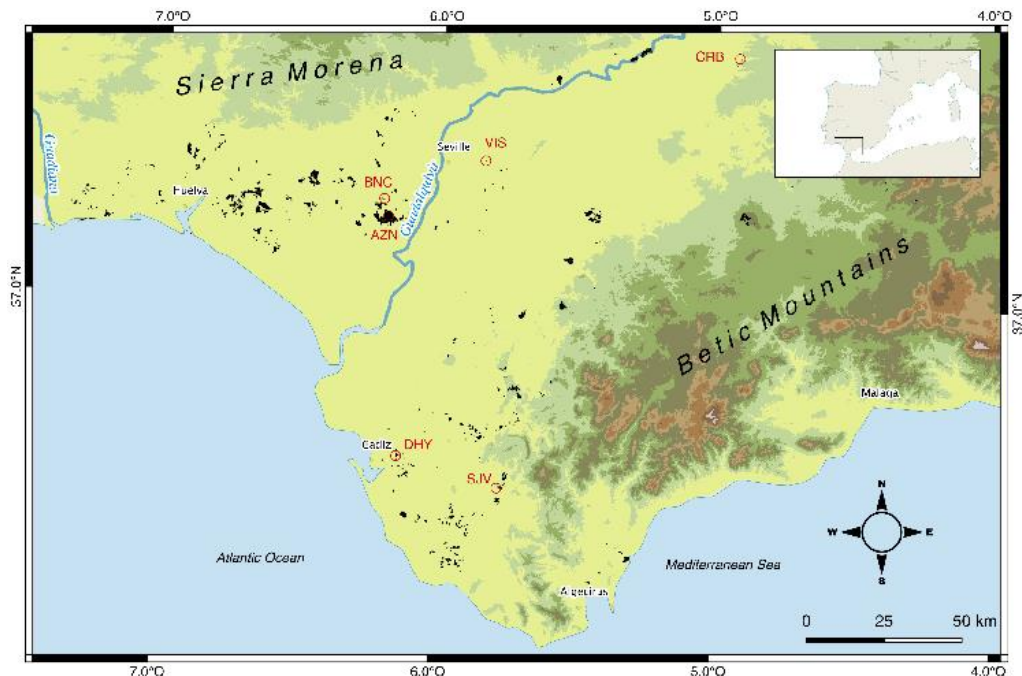 7.0°O
6.0°O
5.0°O
4.0°O
Sierra Morena
CRB
Guadiana
Seville
VIS
Huelva
BNC
Guadalquivir
AZN
37.0°N
37.0°N
Betic Mountains
Malaga
Cadiz
DHY
SJV
N
W
E
S
Atlantic Ocean
Mediterranean Sea
Algeciras
0
25
50 km
7.0°O
6.0°O
5.0°O
4.0°O